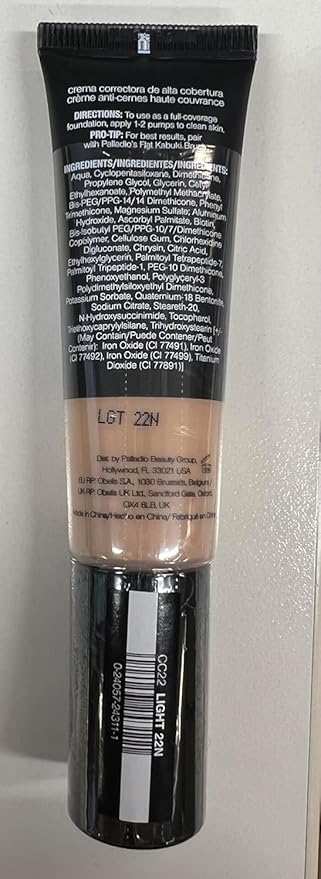 crema correctora de alta cobertura
crème anti-cernes haute couvrance
DIRECTIONS: To use as a full-coverage
foundation, apply 1-2 pumps to clean skin.
PRO-TIP: For best results, pair
with Palladio's Flat Kabuki Brush
INGREDIENTS/INGREDIENTES/INGRÉDIENTS:
Aqua, Cyclopentasiloxane, Dimethicone,
Propylene Glycol, Glycerin, Cetyl
Ethylhexanoate, Polymethyl Methacrylate,
Bis-PEG/PPG-14/14 Dimethicone, Phenyl
Trimethicone, Magnesium Sulfate; Aluminum
Hydroxide, Ascorbyl Palmitate, Biotin,
Bis-Isobutyl PEG/PPG-10/7/Dimethicone
Copolymer, Cellulose Gum, Chlorhexidine
Digluconate, Chrysin, Citric Acid,
Ethylhexylglycerin, Palmitoyl Tetrapeptide-7,
Palmitoyl Tripeptide-1, PEG-10 Dimethicone,
Phenoxyethanol, Polyglyceryl-3
Polydimethylsiloxyethyl Dimethicone,
Potassium Sorbate, Quaternium-18 Bentonite,
Sodium Citrate, Steareth-20,
N-Hydroxysuccinimide, Tocopherol,
Triethoxycaprylylsilane, Trihydroxystearin [+/-
(May Contain/Puede Contener/Peut
Contenir): Iron Oxide (CI 77491), Iron Oxide
(CI 77492), Iron Oxide (CI 77499), Titanium
Dioxide (CI 77891)]
LGT 22N
Dist. by Palladio Beauty Group,
Hollywood, FL 33021 USA
EU RP: Obelis S.A., 1030 Brussels, Belgium /
UK RP: Obelis UK Ltd, Sandford Gate, Oxford,
OX4 6LB, UK
Made in China/Hecho en China/ Fabriqué en Chine
CC22 LIGHT 22N
0-24057-24311-1